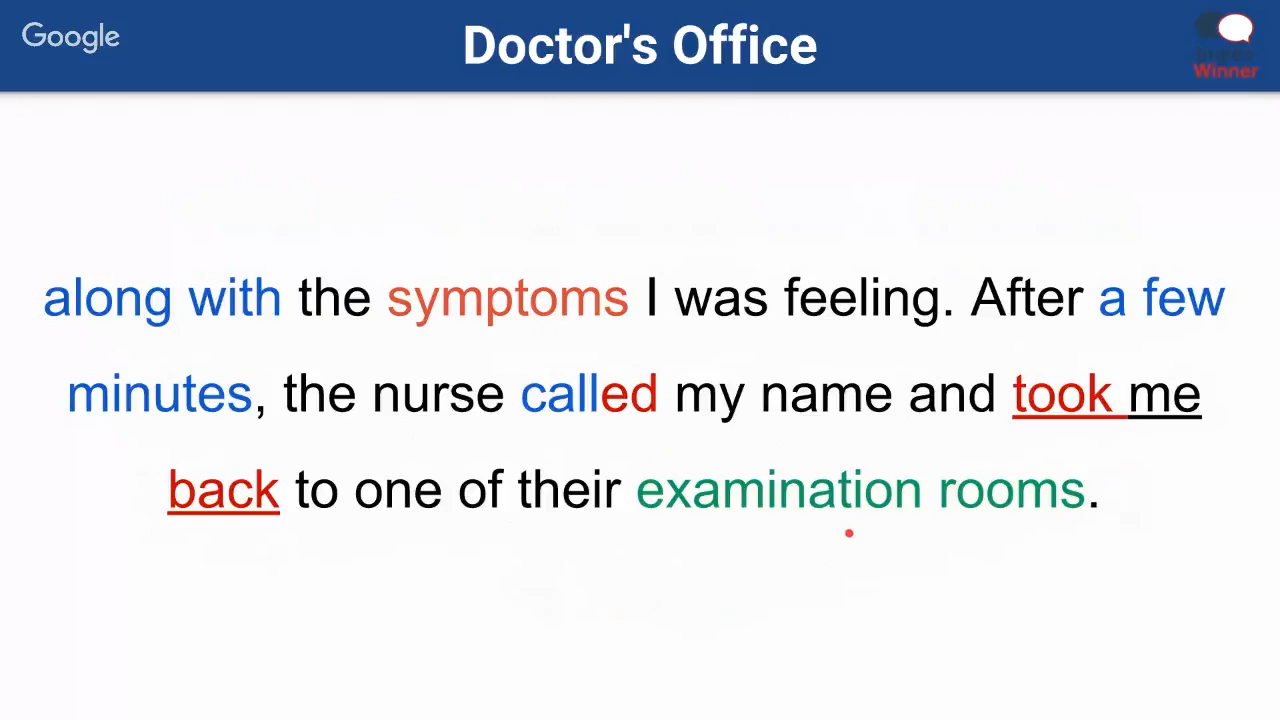 Google
Doctor's Office
Winner
along with the symptoms I was feeling. After a few
minutes, the nurse called my name and took me
back to one of their examination rooms.